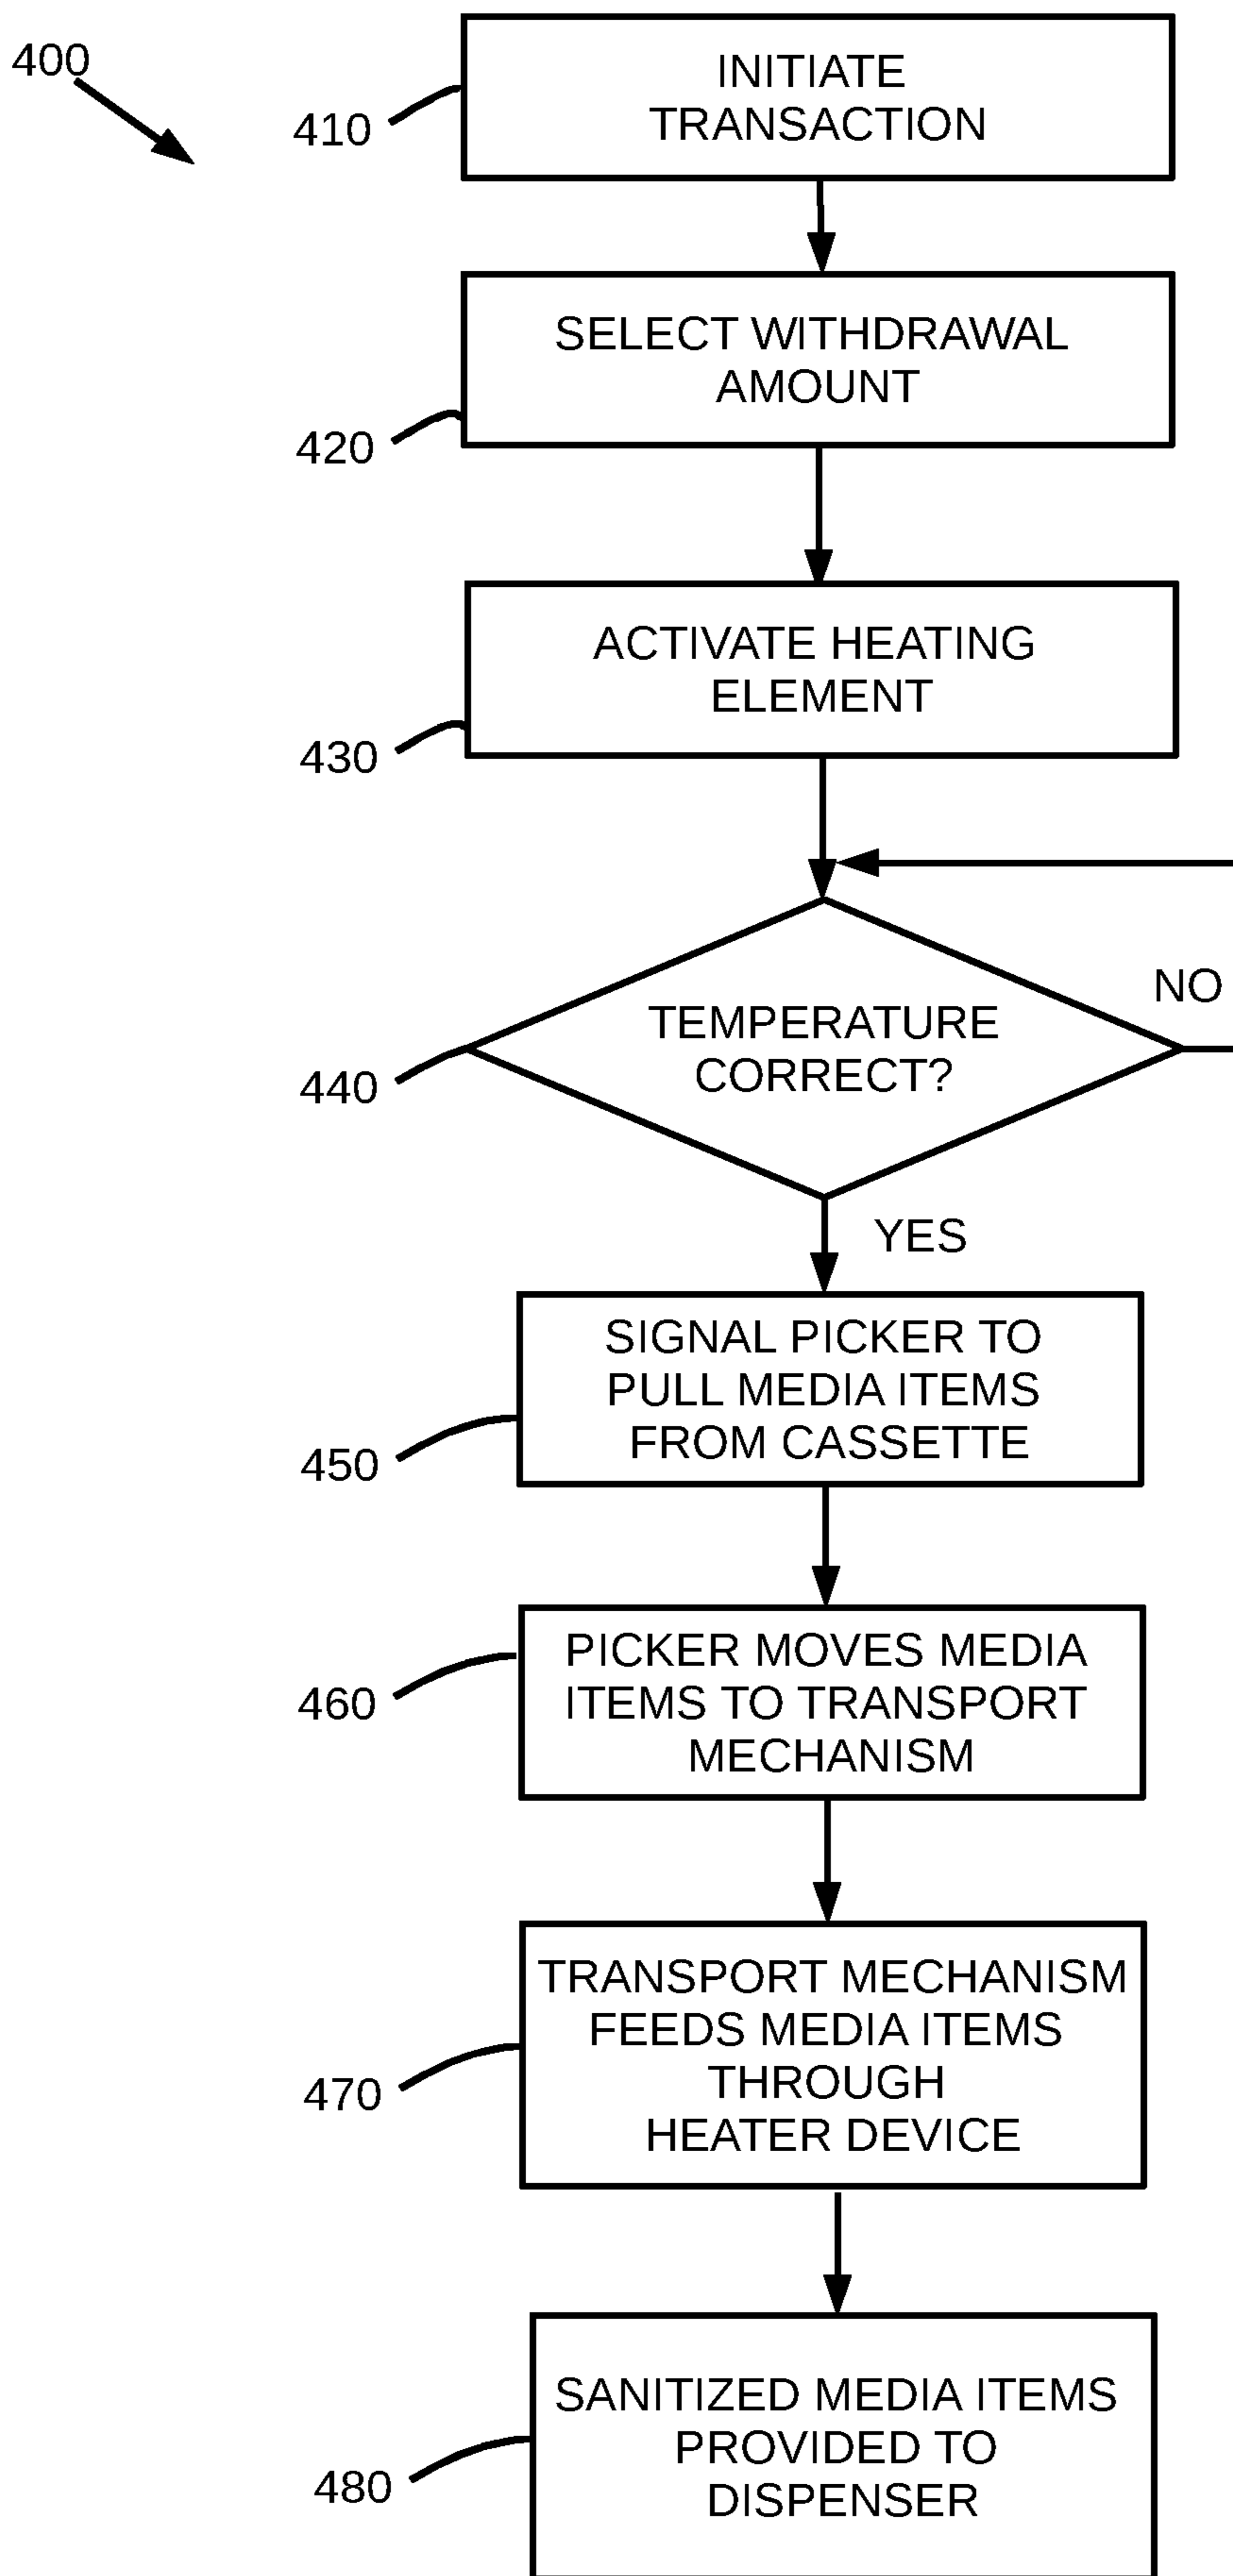 400
410
INITIATE
TRANSACTION
420
SELECT WITHDRAWAL
AMOUNT
430
ACTIVATE HEATING
ELEMENT
440
TEMPERATURE
CORRECT?
NO
YES
450
SIGNAL PICKER TO
PULL MEDIA ITEMS
FROM CASSETTE
460
PICKER MOVES MEDIA
ITEMS TO TRANSPORT
MECHANISM
470
TRANSPORT MECHANISM
FEEDS MEDIA ITEMS
THROUGH
HEATER DEVICE
480
SANITIZED MEDIA ITEMS
PROVIDED TO
DISPENSER